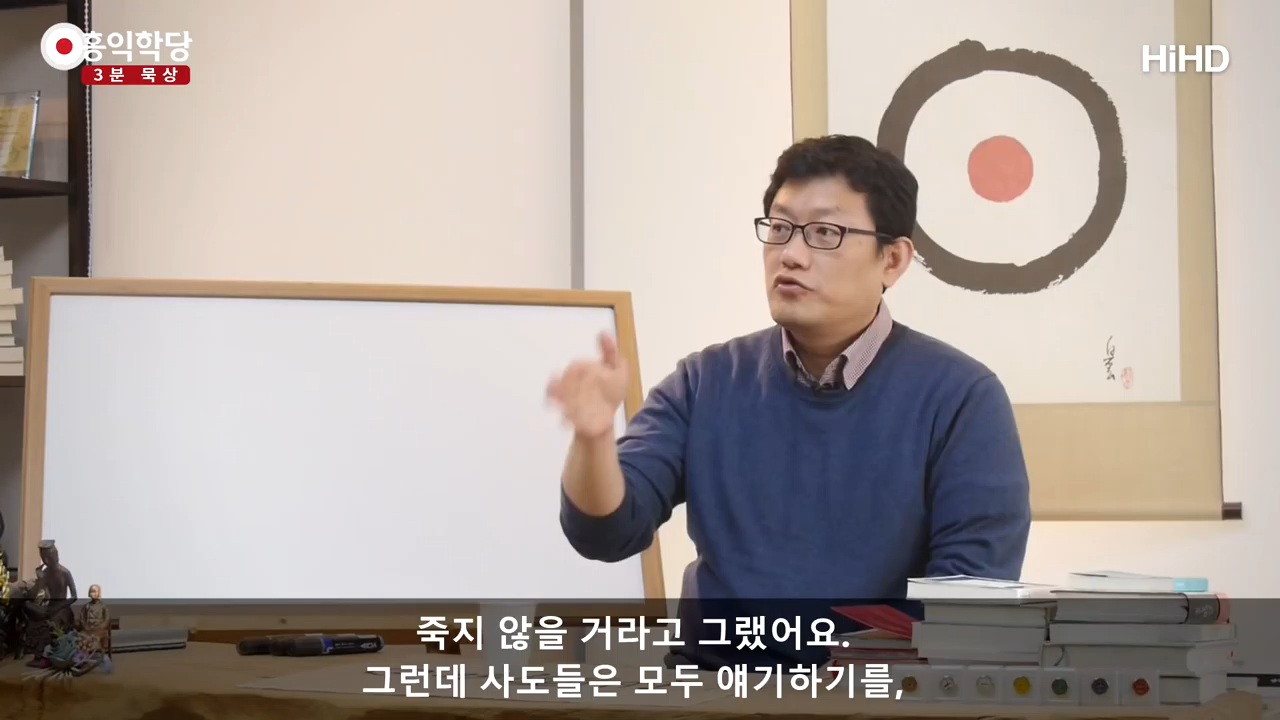 홍익학당
3분 묵상
HiHD
죽지 않을 거라고 그랬어요.
그런데 사도들은 모두 얘기하기를,